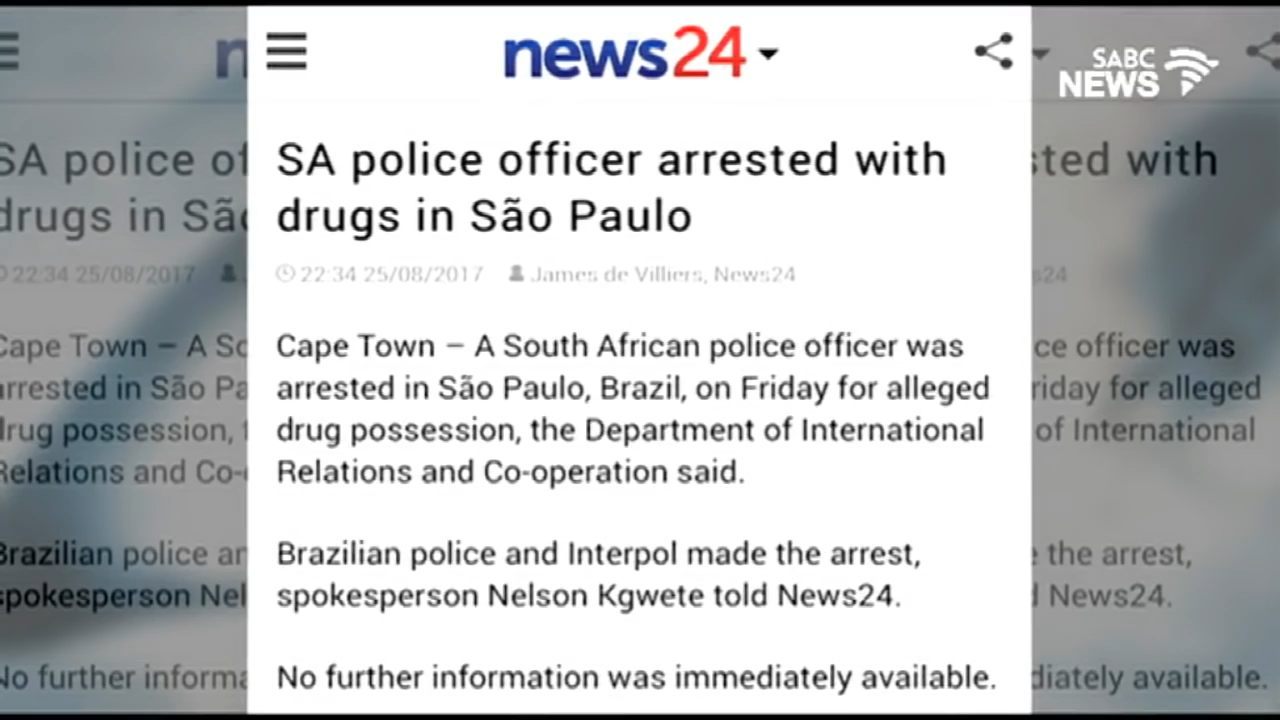 news24
SABC
NEWS
SA police officer arrested with
drugs in São Paulo
22:34 25/08/2017 James de Villiers, News24
Cape Town – A South African police officer was
arrested in São Paulo, Brazil, on Friday for alleged
drug possession, the Department of International
Relations and Co-operation said.
Brazilian police and Interpol made the arrest,
spokesperson Nelson Kgwete told News24.
No further information was immediately available.